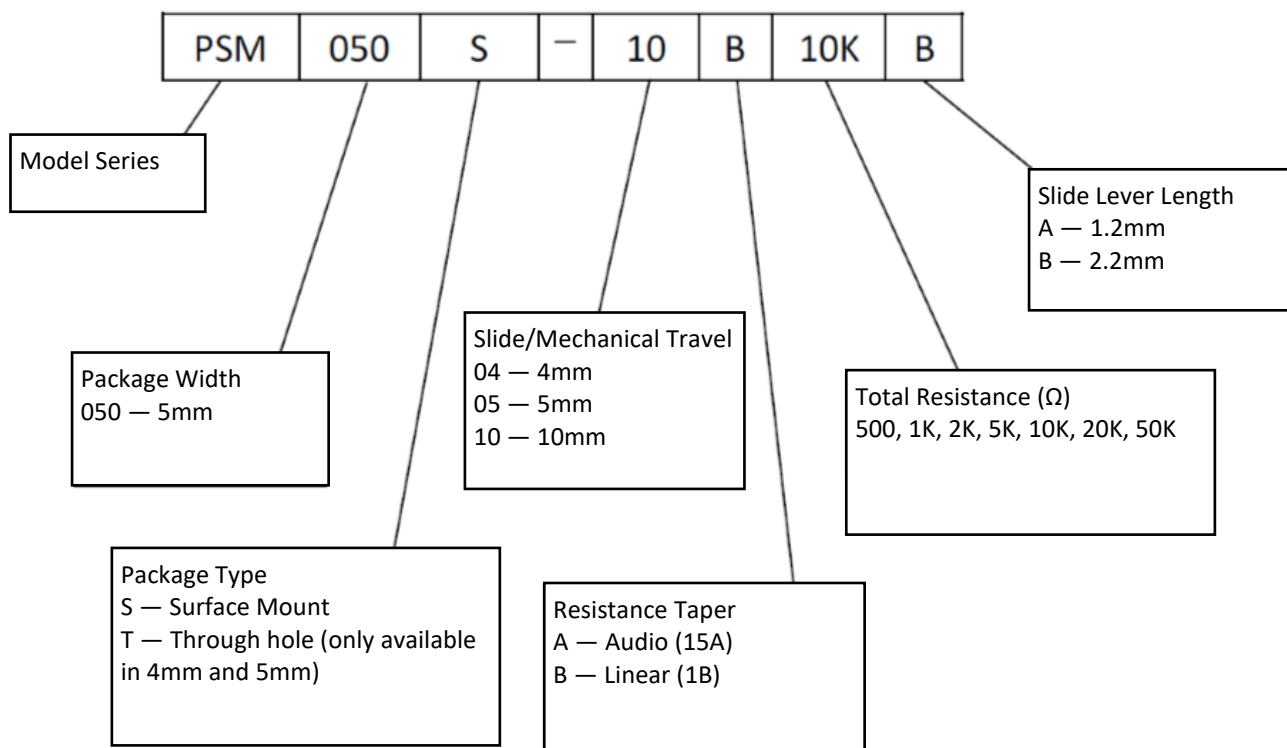 PSM 050 S – 10 B 10K B
Model Series
Slide Lever Length
A — 1.2mm
B — 2.2mm
Slide/Mechanical Travel
04 — 4mm
05 — 5mm
10 — 10mm
Package Width
050 — 5mm
Total Resistance (Ω)
500, 1K, 2K, 5K, 10K, 20K, 50K
Package Type
S — Surface Mount
T — Through hole (only available
in 4mm and 5mm)
Resistance Taper
A — Audio (15A)
B — Linear (1B)